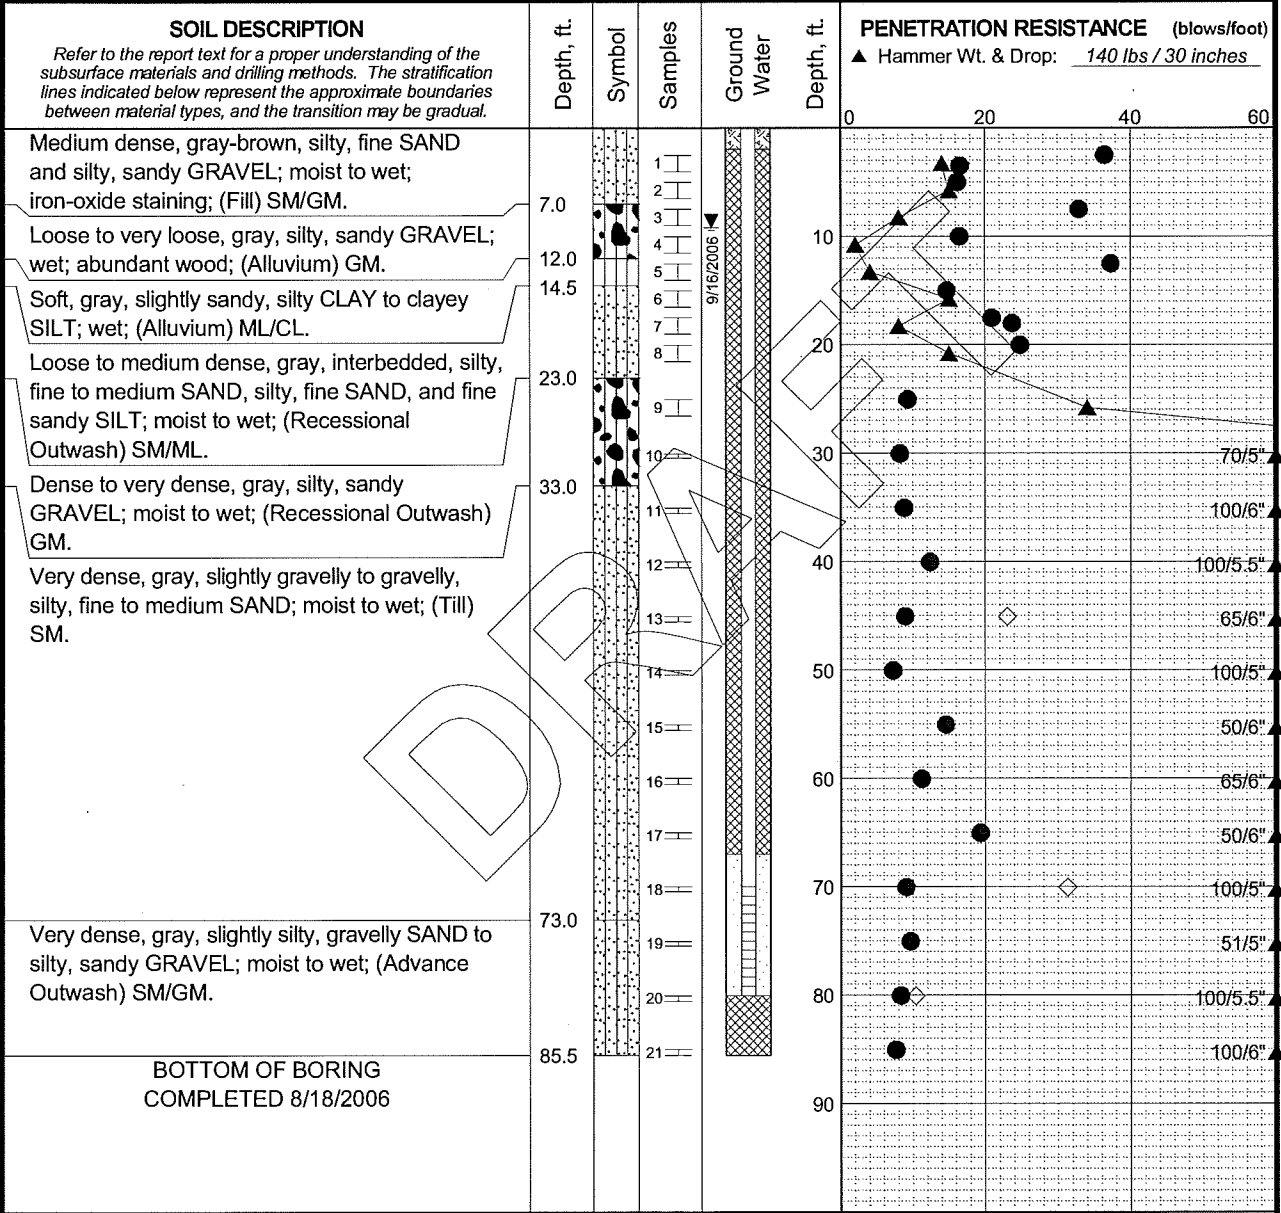 SOIL DESCRIPTION
Refer to the report text for a proper understanding of the
subsurface materials and drilling methods. The stratification
lines indicated below represent the approximate boundaries
between material types, and the transition may be gradual.
Depth, ft.
Symbol
Samples
Ground
Water
Depth, ft.
PENETRATION RESISTANCE (blows/foot)
▲ Hammer Wt. & Drop: 140 lbs / 30 inches
0 20 40 60
Medium dense, gray-brown, silty, fine SAND
and silty, sandy GRAVEL; moist to wet;
iron-oxide staining; (Fill) SM/GM.
Loose to very loose, gray, silty, sandy GRAVEL;
wet; abundant wood; (Alluvium) GM.
Soft, gray, slightly sandy, silty CLAY to clayey
SILT; wet; (Alluvium) ML/CL.
Loose to medium dense, gray, interbedded, silty,
fine to medium SAND, silty, fine SAND, and fine
sandy SILT; moist to wet; (Recessional
Outwash) SM/ML.
Dense to very dense, gray, silty, sandy
GRAVEL; moist to wet; (Recessional Outwash)
GM.
Very dense, gray, slightly gravelly to gravelly,
silty, fine to medium SAND; moist to wet; (Till)
SM.
Very dense, gray, slightly silty, gravelly SAND to
silty, sandy GRAVEL; moist to wet; (Advance
Outwash) SM/GM.
BOTTOM OF BORING
COMPLETED 8/18/2006
7.0
12.0
14.5
23.0
33.0
73.0
85.5
1
2
3
4
5
6
7
8
9
10
11
12
13
14
15
16
17
18
19
20
21
9/16/2006
10
20
30
40
50
60
70
80
90
70/5"
100/6"
100/5.5"
65/6"
100/5"
50/6"
65/6"
50/6"
100/5"
51/5"
100/5.5"
100/6"
DRAFT